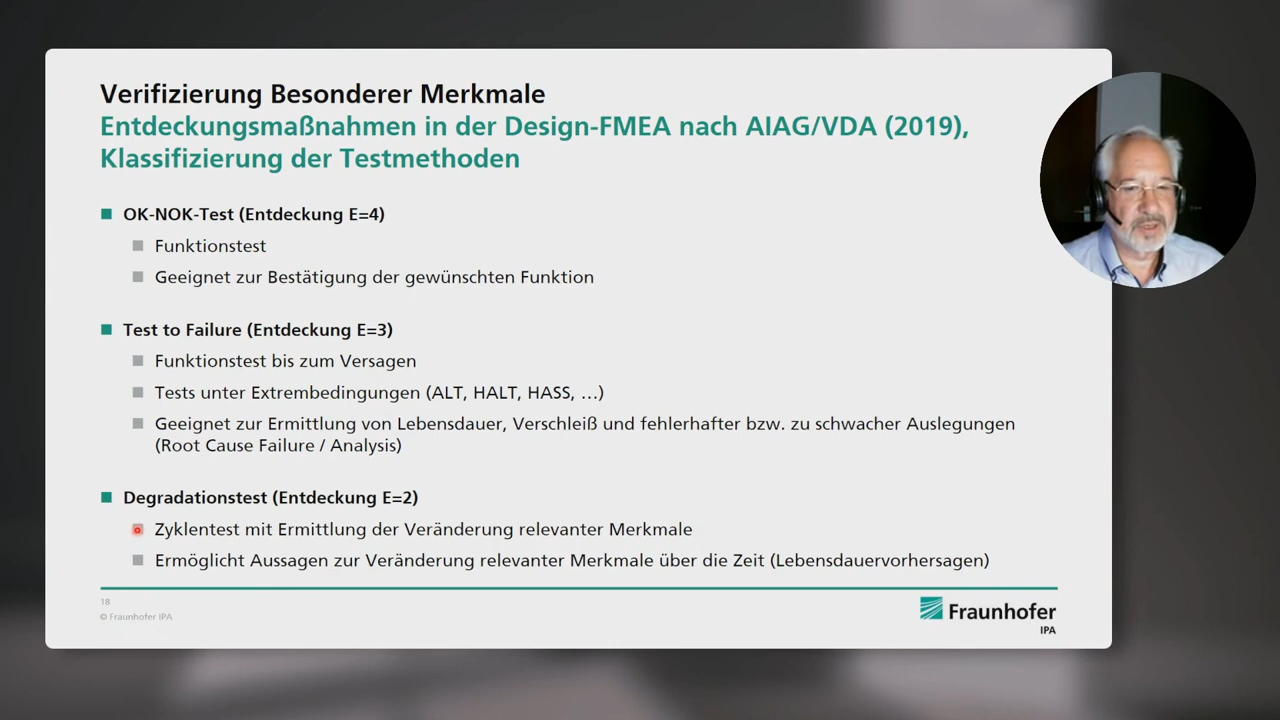 Verifizierung Besonderer Merkmale
Entdeckungsmaßnahmen in der Design-FMEA nach AIAG/VDA (2019),
Klassifizierung der Testmethoden
OK-NOK-Test (Entdeckung E=4)
Funktionstest
Geeignet zur Bestätigung der gewünschten Funktion
Test to Failure (Entdeckung E=3)
Funktionstest bis zum Versagen
Tests unter Extrembedingungen (ALT, HALT, HASS, …)
Geeignet zur Ermittlung von Lebensdauer, Verschleiß und fehlerhafter bzw. zu schwacher Auslegungen
(Root Cause Failure / Analysis)
Degradationstest (Entdeckung E=2)
Zyklentest mit Ermittlung der Veränderung relevanter Merkmale
Ermöglicht Aussagen zur Veränderung relevanter Merkmale über die Zeit (Lebensdauervorhersagen)
18
© Fraunhofer IPA
Fraunhofer
IPA